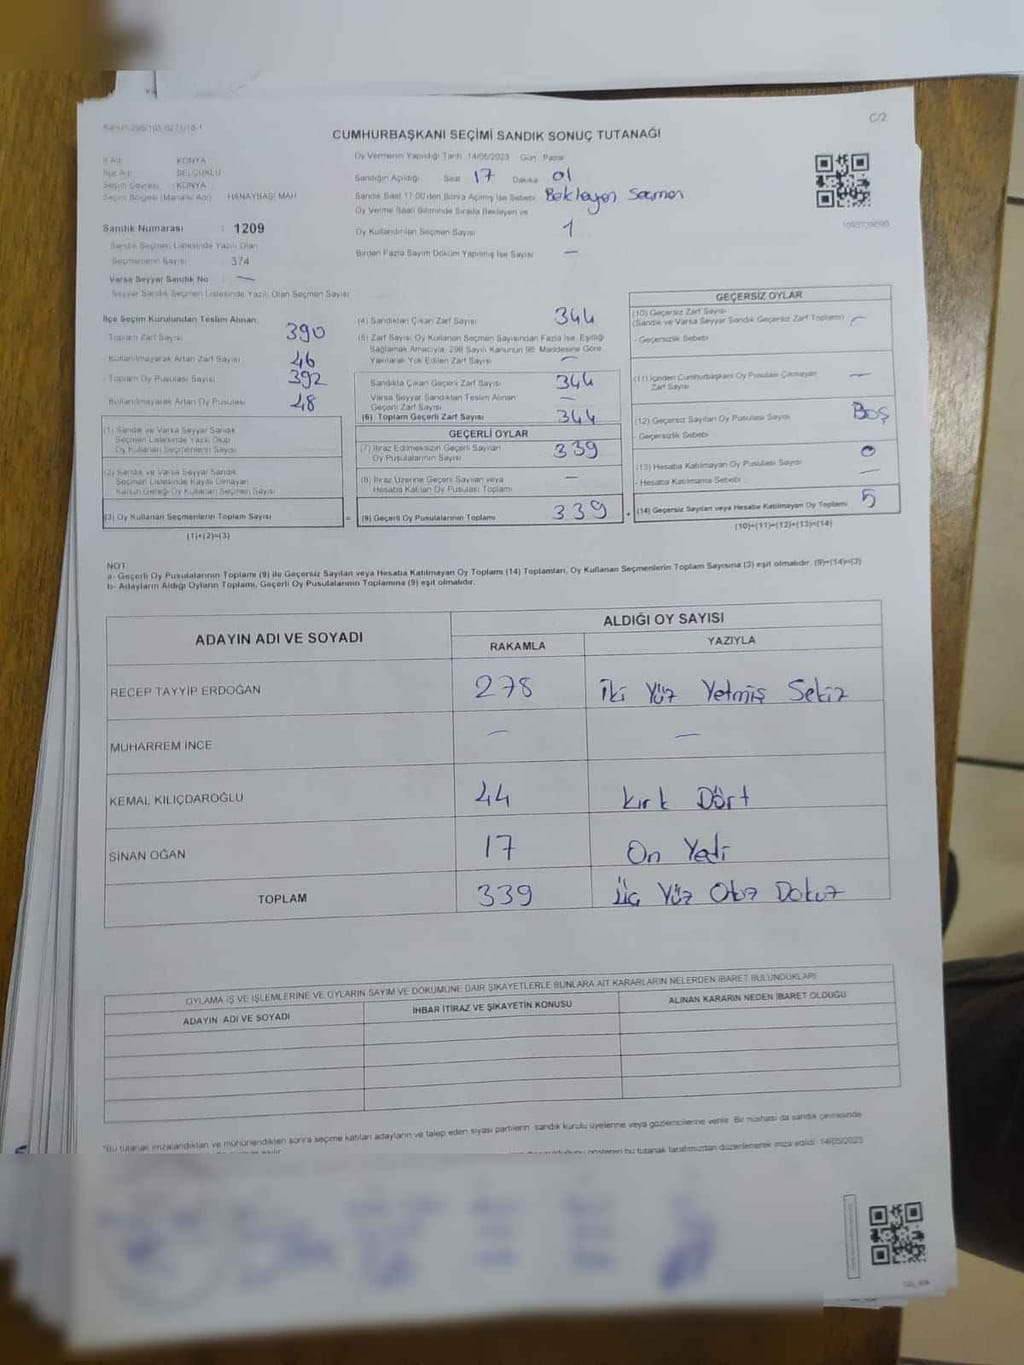 C/2
CUMHURBAŞKANI SEÇİMİ SANDIK SONUÇ TUTANAĞI
İl Adı : KONYA
İlçe Adı : SELÇUKLU
Seçim Çevresi : KONYA
Seçim Bölgesi (Mahalle Adı) : HANAYBAŞI MAH
Sandık Numarası : 1209
Sandık Seçmen Listesinde Yazılı Olan
Seçmenlerin Sayısı : 374
Varsa Seyyar Sandık No : —
Seyyar Sandık Seçmen Listesinde Yazılı Olan Seçmen Sayısı
Oy Vermenin Yapıldığı Tarih 14/05/2023 Gün Pazar
Sandığın Açıldığı Saat 17 Dakika 01
Sandık Saat 17:00'den Sonra Açılmış İse Sebebi Bekleyen Seçmen
Oy Verme Saati Bitiminde Sırada Bekleyen ve
Oy Kullandırılan Seçmen Sayısı 1
Birden Fazla Sayım Döküm Yapılmış İse Sayısı —
İlçe Seçim Kurulundan Teslim Alınan:
Toplam Zarf Sayısı 390
Kullanılmayarak Artan Zarf Sayısı 46
Toplam Oy Pusulası Sayısı 392
Kullanılmayarak Artan Oy Pusulası 48
(1) Sandık ve Varsa Seyyar Sandık
Seçmen Listesinde Yazılı Olup
Oy Kullanan Seçmenlerin Sayısı
(2) Sandık ve Varsa Seyyar Sandık
Seçmen Listesinde Kayıtlı Olmayan
Kanun Gereği Oy Kullanan Seçmen Sayısı
(3) Oy Kullanan Seçmenlerin Toplam Sayısı
(1)+(2)=(3)
(4) Sandıktan Çıkan Zarf Sayısı 344
(5) Zarf Sayısı Oy Kullanan Seçmen Sayısından Fazla İse, Eşitliği
Sağlamak Amacıyla, 298 Sayılı Kanunun 98. Maddesine Göre
Yakılarak Yok Edilen Zarf Sayısı —
Sandıkta Çıkan Geçerli Zarf Sayısı 344
Varsa Seyyar Sandıktan Teslim Alınan
Geçerli Zarf Sayısı —
(6) Toplam Geçerli Zarf Sayısı 344
GEÇERLİ OYLAR
(7) İtiraz Edilmeksizin Geçerli Sayılan
Oy Pusulalarının Sayısı 339
(8) İtiraz Üzerine Geçerli Sayılan veya
Hesaba Katılan Oy Pusulası Toplamı —
= (9) Geçerli Oy Pusulalarının Toplamı 339 +
GEÇERSİZ OYLAR
(10) Geçersiz Zarf Sayısı
(Sandık ve Varsa Seyyar Sandık Geçersiz Zarf Toplamı) —
- Geçersizlik Sebebi
(11) İçinden Cumhurbaşkanı Oy Pusulası Çıkmayan
Zarf Sayısı —
(12) Geçersiz Sayılan Oy Pusulası Sayısı Boş
- Geçersizlik Sebebi
(13) Hesaba Katılmayan Oy Pusulası Sayısı
- Hesaba Katılmama Sebebi —
(14) Geçersiz Sayılan veya Hesaba Katılmayan Oy Toplamı 5
(10)+(11)+(12)+(13)=(14)
NOT:
a- Geçerli Oy Pusulalarının Toplamı (9) ile Geçersiz Sayılan veya Hesaba Katılmayan Oy Toplamı (14) Toplamları, Oy Kullanan Seçmenlerin Toplam Sayısına (3) eşit olmalıdır. (9)+(14)=(3)
b- Adayların Aldığı Oyların Toplamı, Geçerli Oy Pusulalarının Toplamına (9) eşit olmalıdır.
ADAYIN ADI VE SOYADI ALDIĞI OY SAYISI
RAKAMLA YAZIYLA
RECEP TAYYİP ERDOĞAN 278 İki Yüz Yetmiş Sekiz
MUHARREM İNCE — —
KEMAL KILIÇDAROĞLU 44 Kırk Dört
SİNAN OĞAN 17 On Yedi
TOPLAM 339 Üç Yüz Otuz Dokuz
OYLAMA İŞ VE İŞLEMLERİNE VE OYLARIN SAYIM VE DÖKÜMÜNE DAİR ŞİKAYETLERLE BUNLARA AİT KARARLARIN NELERDEN İBARET BULUNDUKLARI
ADAYIN ADI VE SOYADI İHBAR İTİRAZ VE ŞİKAYETİN KONUSU ALINAN KARARIN NEDEN İBARET OLDUĞU
*Bu tutanak imzalandıktan ve mühürlendikten sonra seçime katılan adayların ve talep eden siyasi partilerin sandık kurulu üyelerine veya gözlemcilerine verilir. Bir nüshası da sandık çevresinde
bu tutanak tarafımızdan düzenlenerek imza edildi. 14/05/2023